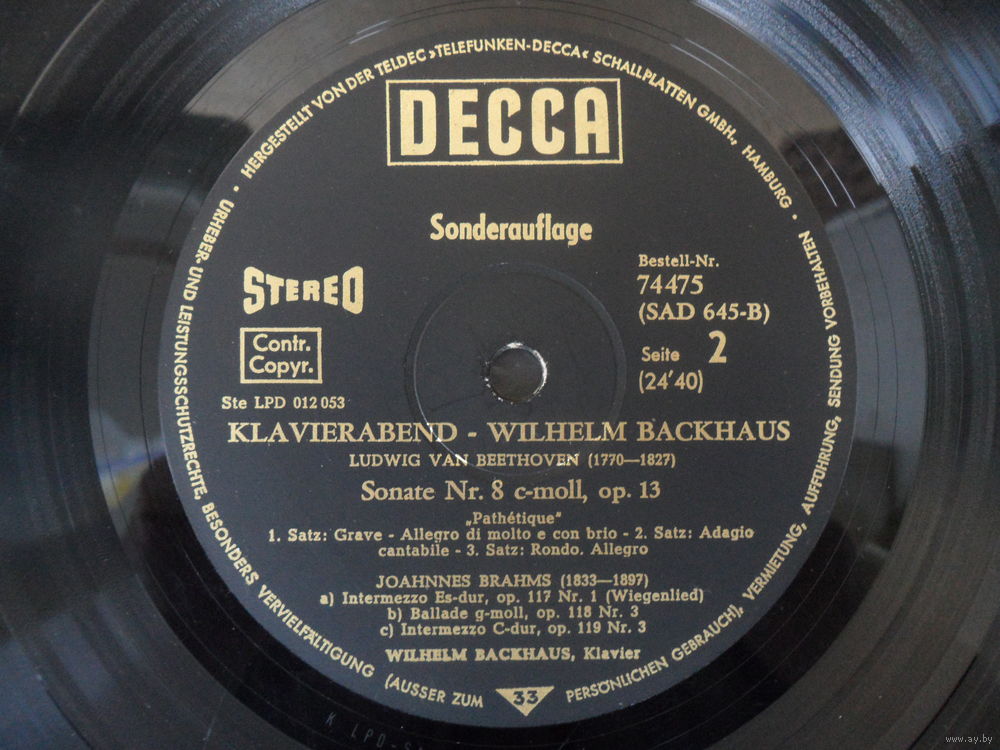 HERGESTELLT VON DER TELDEC »TELEFUNKEN-DECCA« SCHALLPLATTEN GMBH., HAMBURG •
URHEBER- UND LEISTUNGSSCHUTZRECHTE, BESONDERS VERVIELFÄLTIGUNG (AUSSER ZUM PERSÖNLICHEN GEBRAUCH), VERMIETUNG, AUFFÜHRUNG, SENDUNG VORBEHALTEN •
DECCA
Sonderauflage
STEREO
Contr.
Copyr.
Ste LPD 012 053
Bestell-Nr.
74475
(SAD 645-B)
Seite 2
(24'40)
KLAVIERABEND - WILHELM BACKHAUS
LUDWIG VAN BEETHOVEN (1770—1827)
Sonate Nr. 8 c-moll, op. 13
„Pathétique"
1. Satz: Grave - Allegro di molto e con brio - 2. Satz: Adagio
cantabile - 3. Satz: Rondo. Allegro
JOAHNNES BRAHMS (1833—1897)
a) Intermezzo Es-dur, op. 117 Nr. 1 (Wiegenlied)
b) Ballade g-moll, op. 118 Nr. 3
c) Intermezzo C-dur, op. 119 Nr. 3
WILHELM BACKHAUS, Klavier
33
www.ay.by